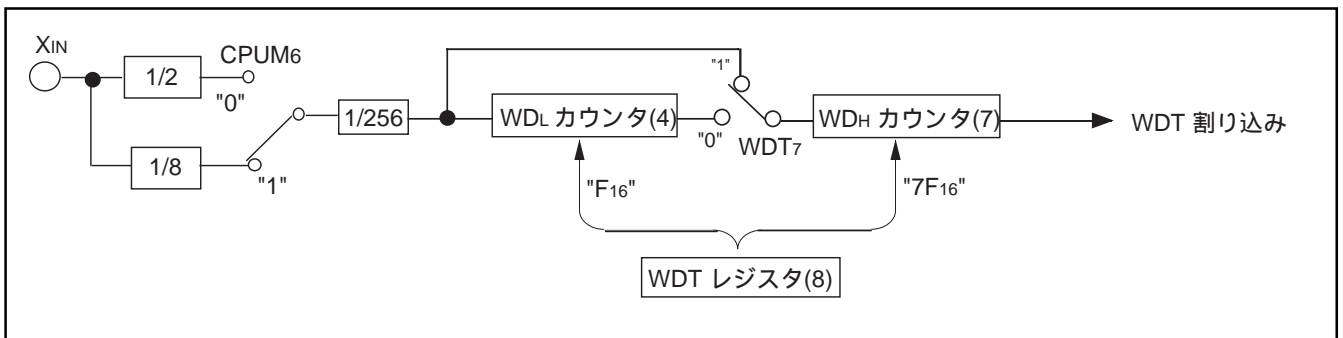 XIN
CPUM6
1/2
"0"
"1"
1/256
WDL カウンタ(4)
"0"
WDT7
WDH カウンタ(7)
WDT 割り込み
1/8
"1"
"F16"
"7F16"
WDT レジスタ(8)